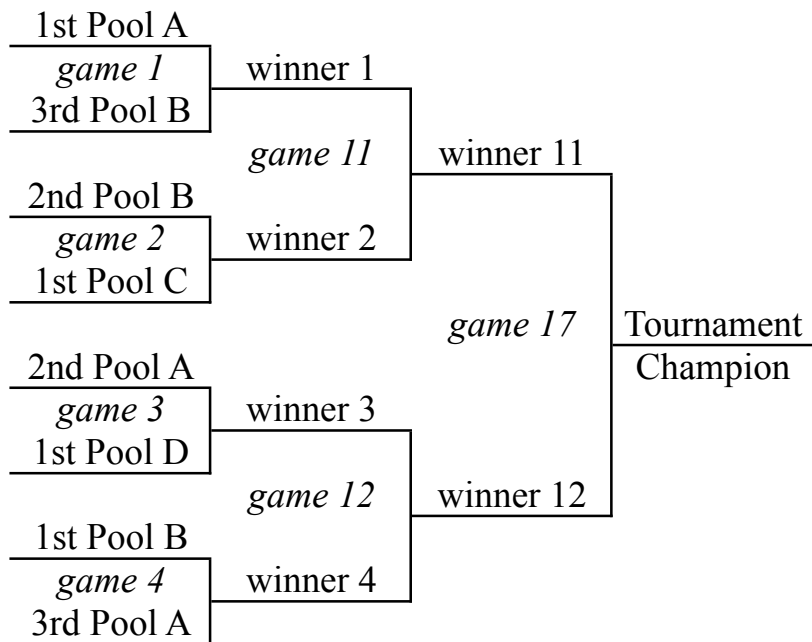 1st Pool A
game 1
winner 1
3rd Pool B
game 11
winner 11
2nd Pool B
game 2
winner 2
1st Pool C
game 17
Tournament
Champion
2nd Pool A
game 3
winner 3
1st Pool D
game 12
winner 12
1st Pool B
game 4
winner 4
3rd Pool A